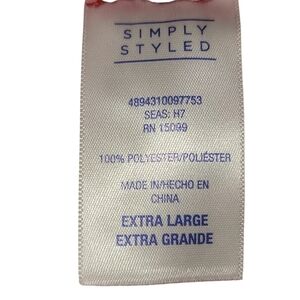 SIMPLY
STYLED
4894310097753
SEAS: H7
RN 15099
100% POLYESTER/POLIÉSTER
MADE IN/HECHO EN
CHINA
EXTRA LARGE
EXTRA GRANDE